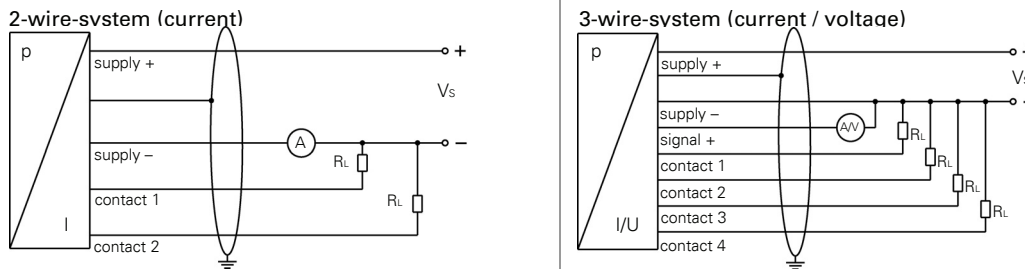 2-wire-system (current)
p
supply +
+
Vs
supply –
A
–
RL
contact 1
RL
I
contact 2
3-wire-system (current / voltage)
p
supply +
supply –
A/V
signal +
RL
contact 1
RL
contact 2
RL
contact 3
RL
I/U
contact 4